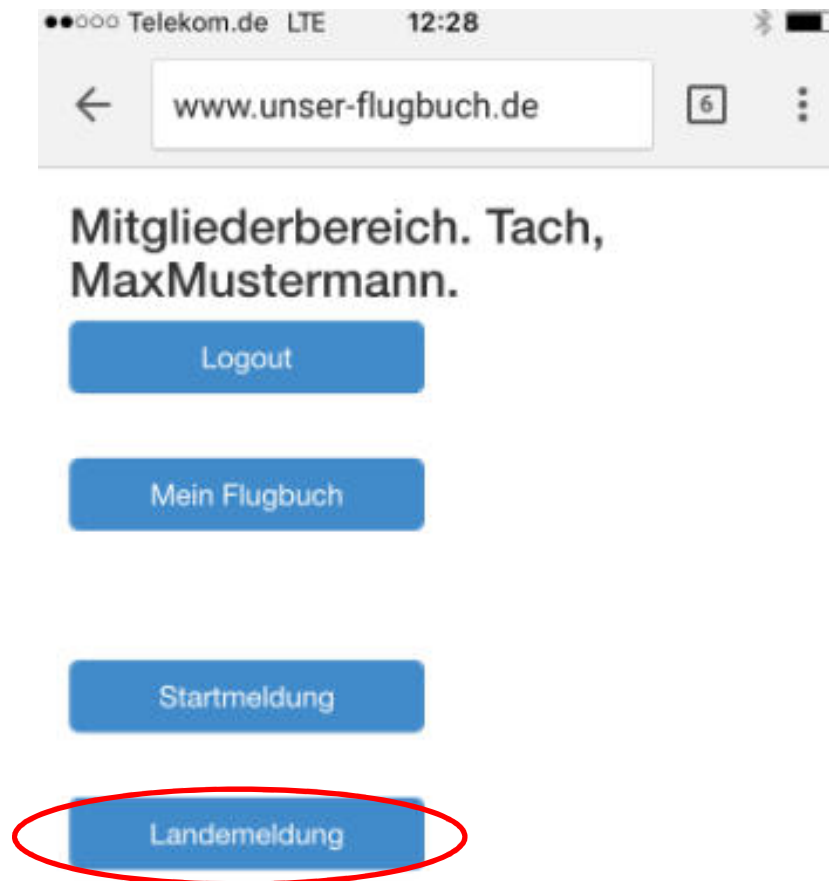 Telekom.de LTE 12:28
www.unser-flugbuch.de 6
Mitgliederbereich. Tach,
MaxMustermann.
Logout
Mein Flugbuch
Startmeldung
Landemeldung